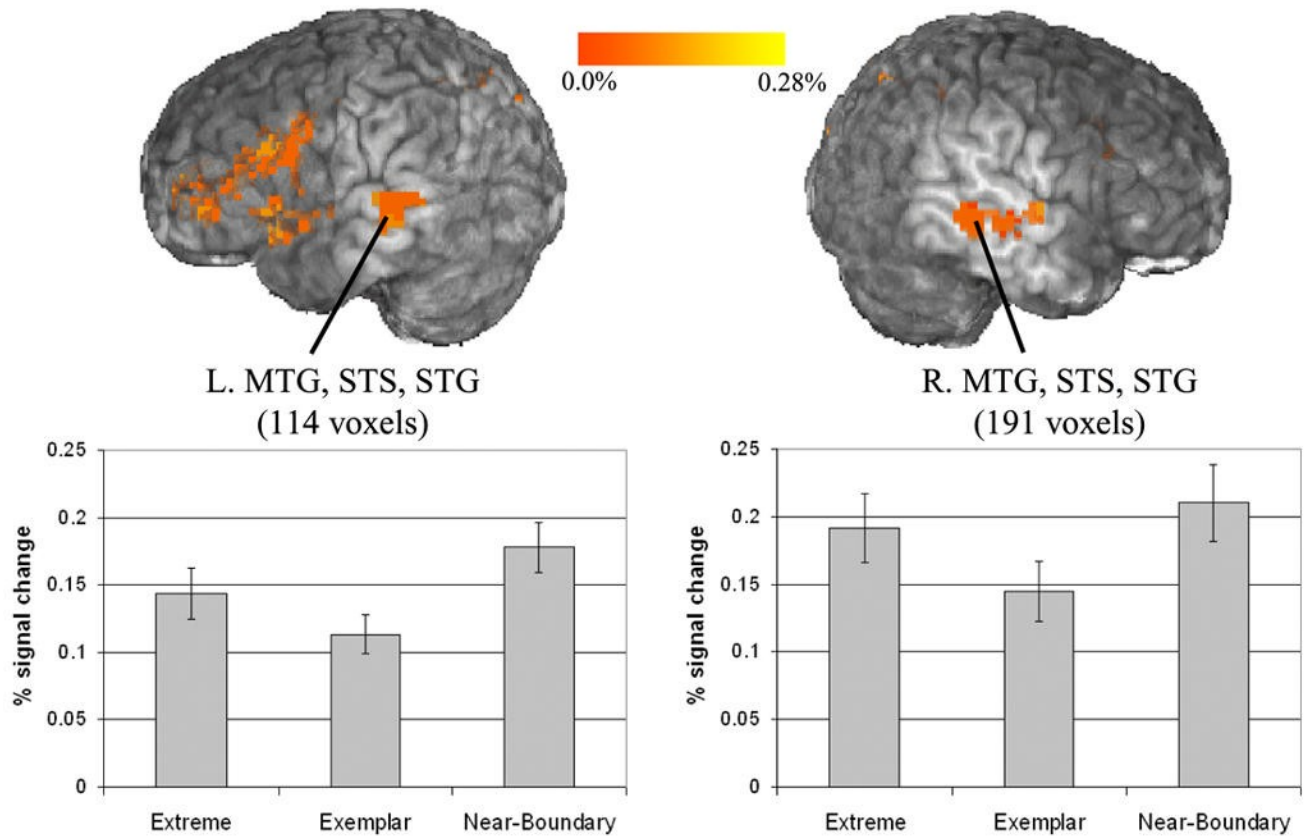 0.0%
0.28%
L. MTG, STS, STG
(114 voxels)
R. MTG, STS, STG
(191 voxels)
% signal change
0.25
0.2
0.15
0.1
0.05
0
Extreme
Exemplar
Near-Boundary
% signal change
0.25
0.2
0.15
0.1
0.05
0
Extreme
Exemplar
Near-Boundary